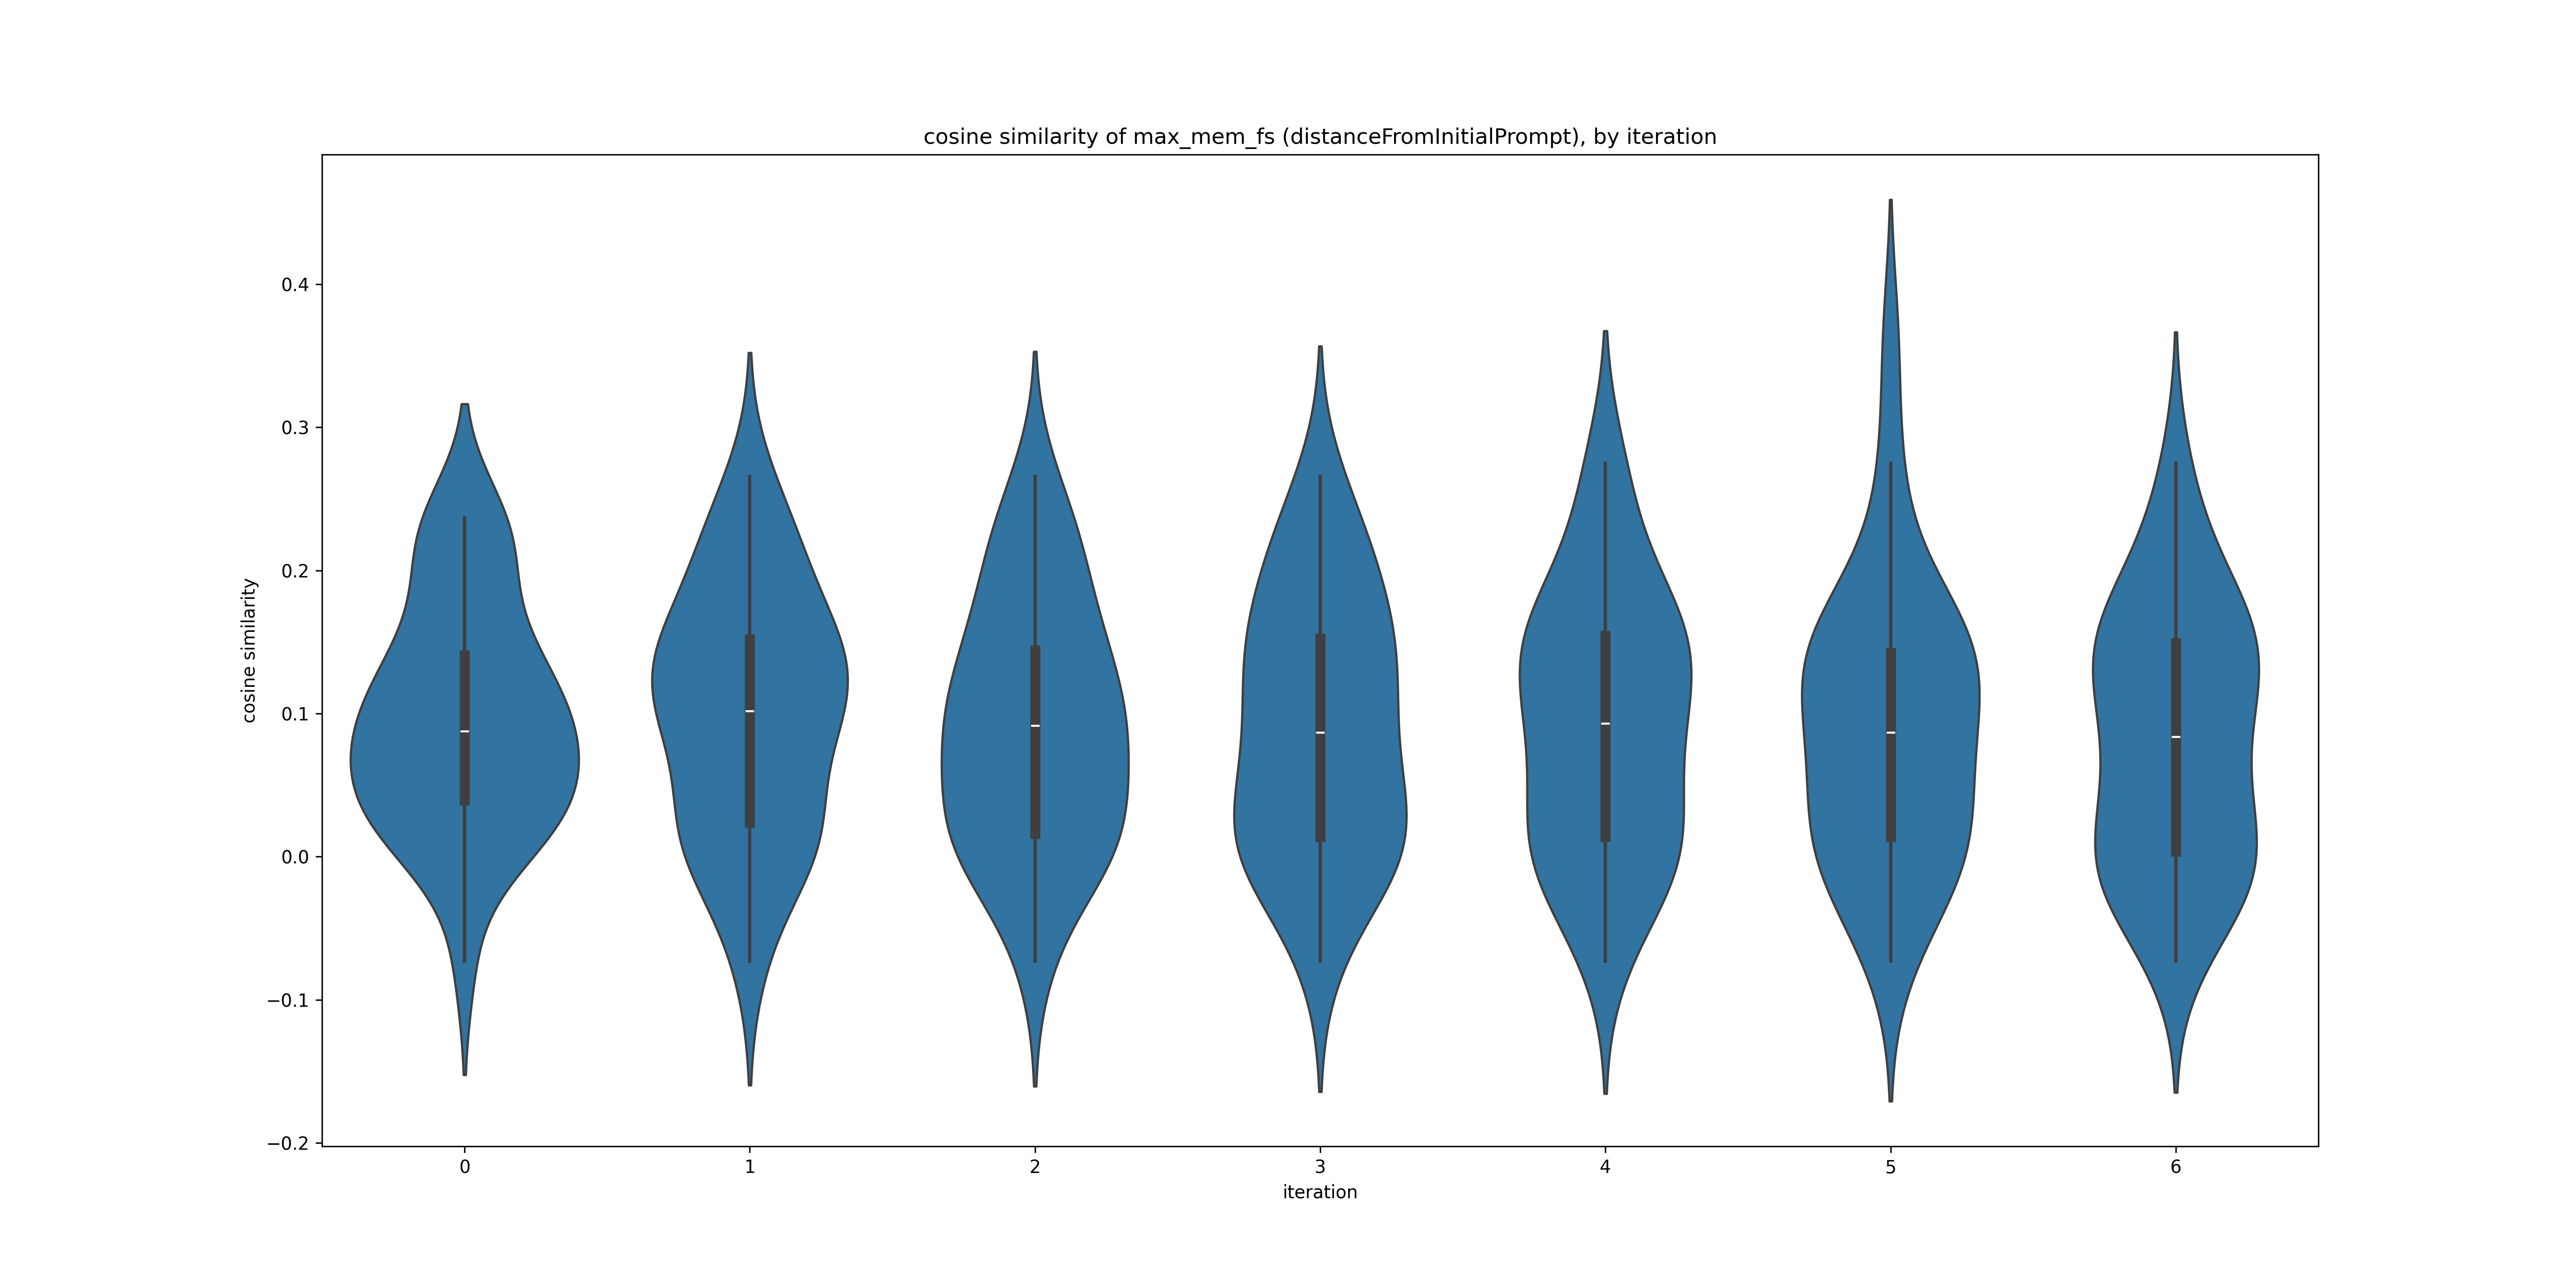 cosine similarity of max_mem_fs (distanceFromInitialPrompt), by iteration
cosine similarity
0.4
0.3
0.2
0.1
0.0
−0.1
−0.2
0 1 2 3 4 5 6
iteration